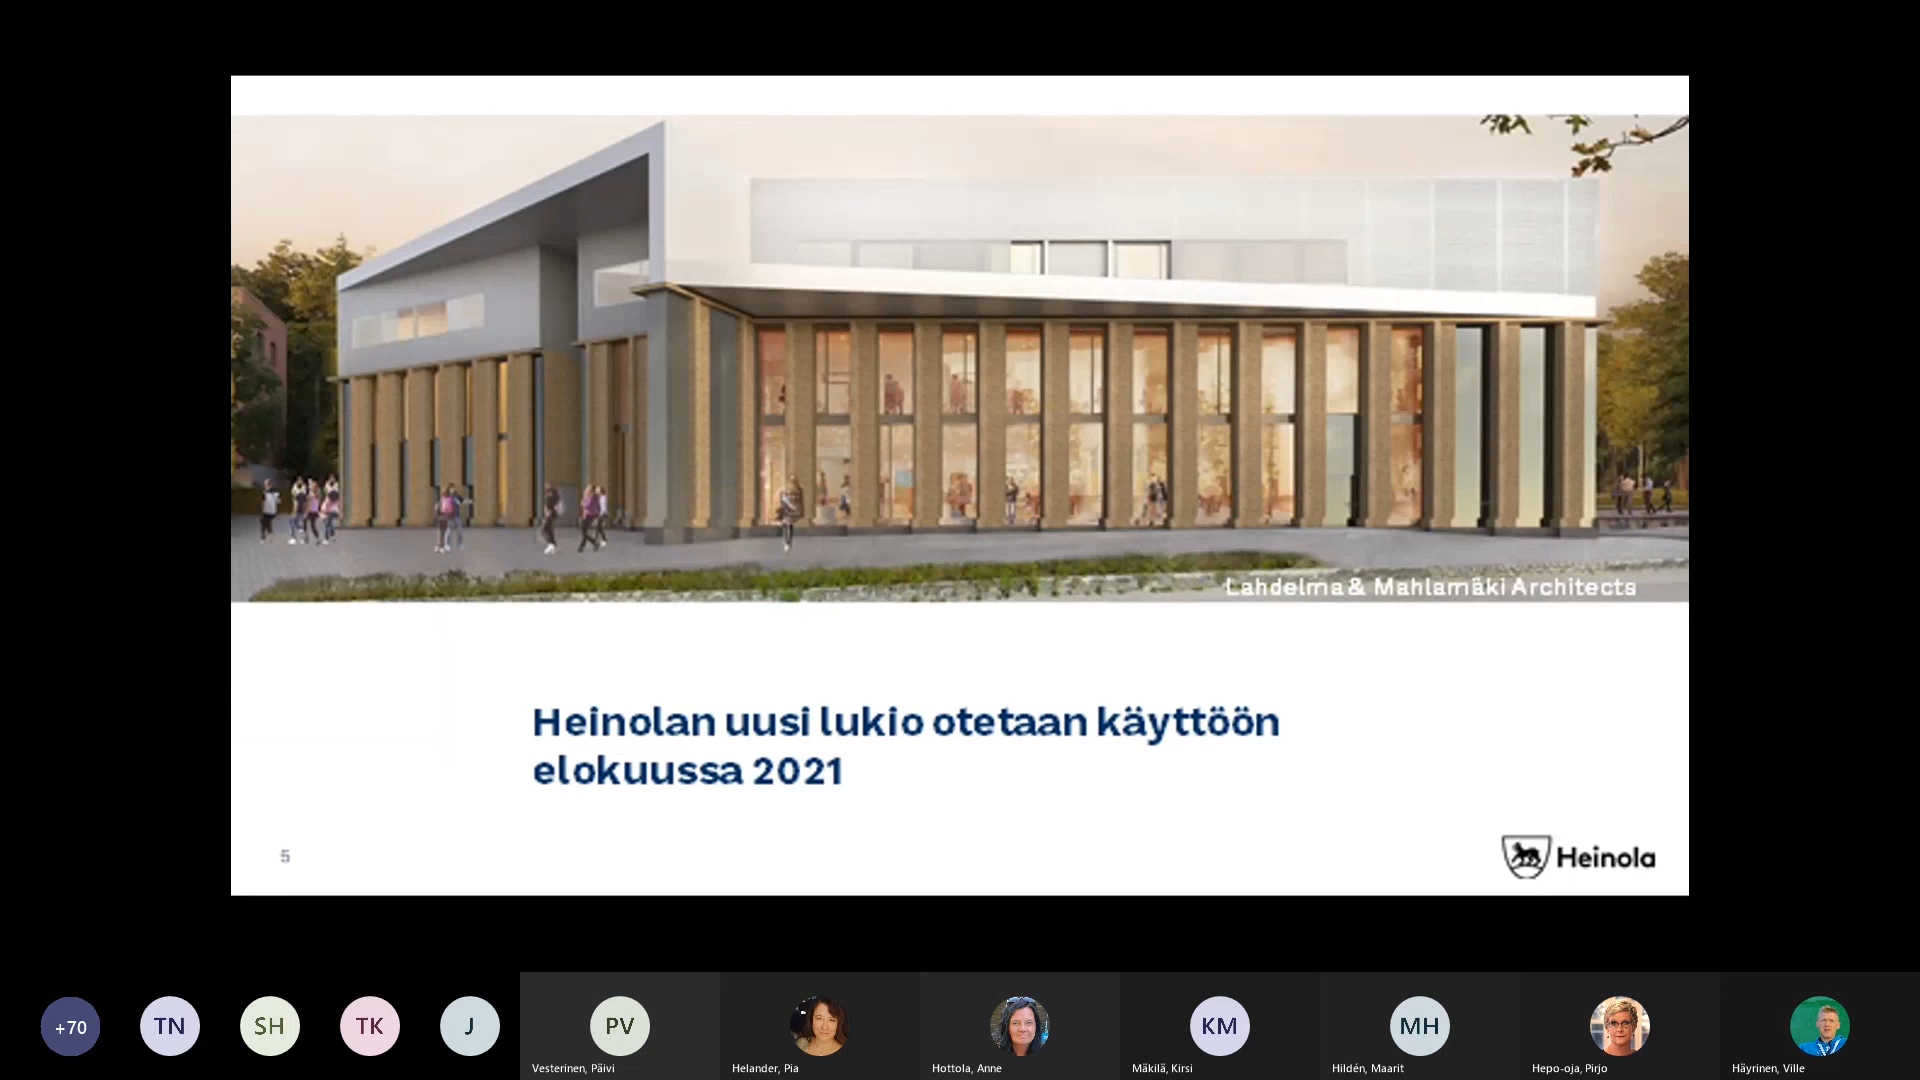 Lahdelma & Mahlamäki Architects
Heinolan uusi lukio otetaan käyttöön
elokuussa 2021
5
Heinola
+70
TN
SH
TK
J
PV
KM
MH
Vesterinen, Päivi
Helander, Pia
Hottola, Anne
Mäkilä, Kirsi
Hildén, Maarit
Hepo-oja, Pirjo
Häyrinen, Ville